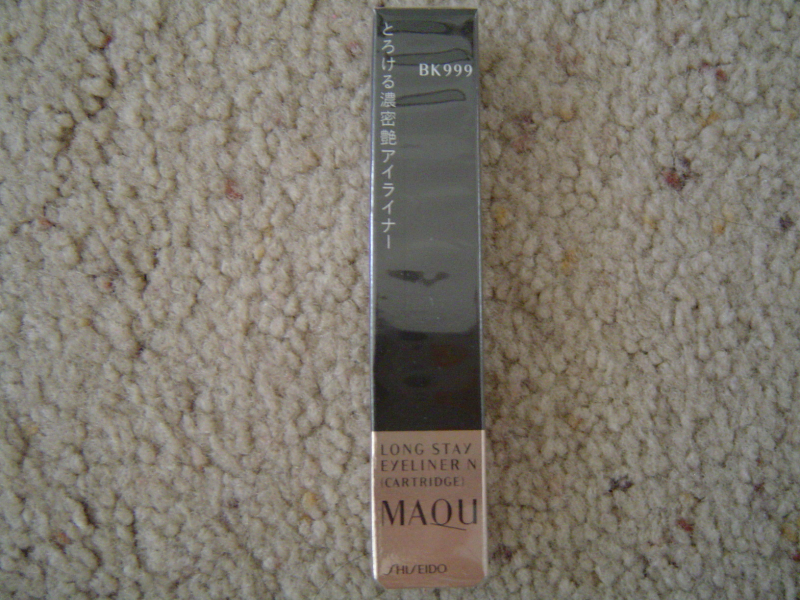 とろける濃密艶アイライナー
BK999
LONG STAY
EYELINER N
(CARTRIDGE)
MAQU
SHISEIDO